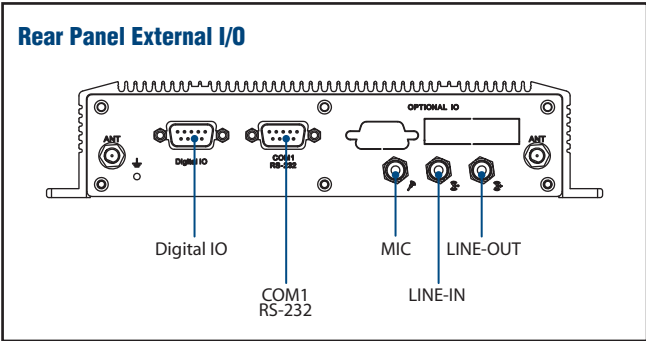 Rear Panel External I/O
OPTIONAL IO
ANT
ANT
Digital IO
COM1
RS-232
Digital IO
MIC
LINE-OUT
COM1
RS-232
LINE-IN